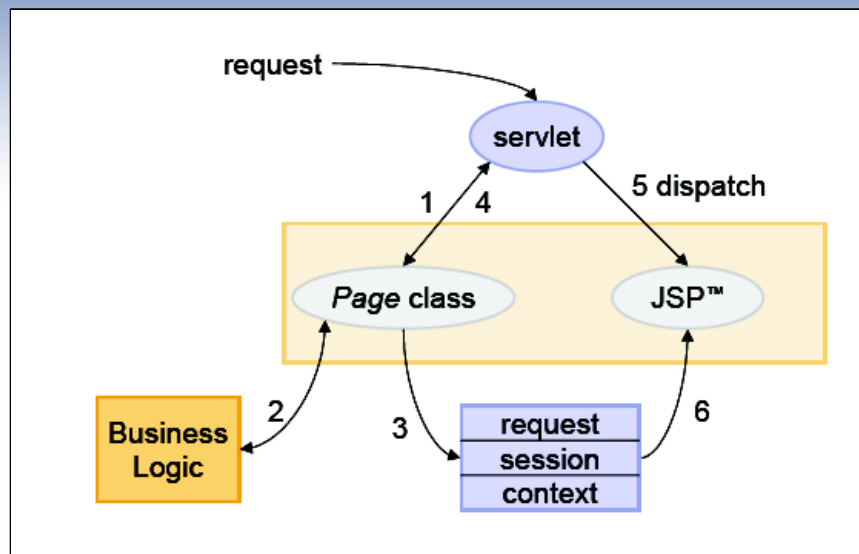 request
servlet
1
4
5 dispatch
Page class
JSP™
2
3
6
Business
Logic
request
session
context